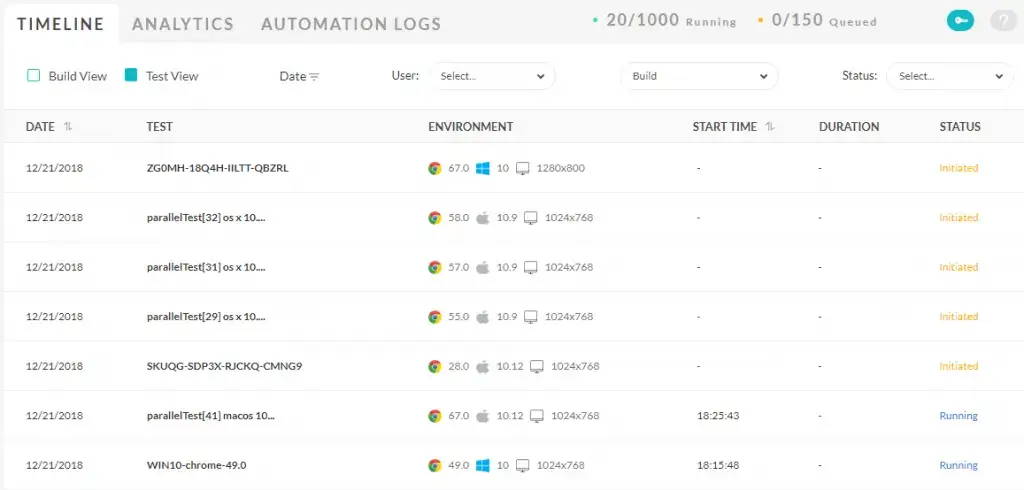 TIMELINE ANALYTICS AUTOMATION LOGS 20/1000 Running 0/150 Queued ?
Build View Test View Date User: Select... Build Status: Select...
DATE TEST ENVIRONMENT START TIME DURATION STATUS
12/21/2018 ZG0MH-18Q4H-IILTT-QBZRL 67.0 10 1280x800 - - Initiated
12/21/2018 parallelTest[32] os x 10.... 58.0 10.9 1024x768 - - Initiated
12/21/2018 parallelTest[31] os x 10.... 57.0 10.9 1024x768 - - Initiated
12/21/2018 parallelTest[29] os x 10.... 55.0 10.9 1024x768 - - Initiated
12/21/2018 SKUQG-SDP3X-RJCKQ-CMNG9 28.0 10.12 1024x768 - - Initiated
12/21/2018 parallelTest[41] macos 10... 67.0 10.12 1024x768 18:25:43 - Running
12/21/2018 WIN10-chrome-49.0 49.0 10 1024x768 18:15:48 - Running